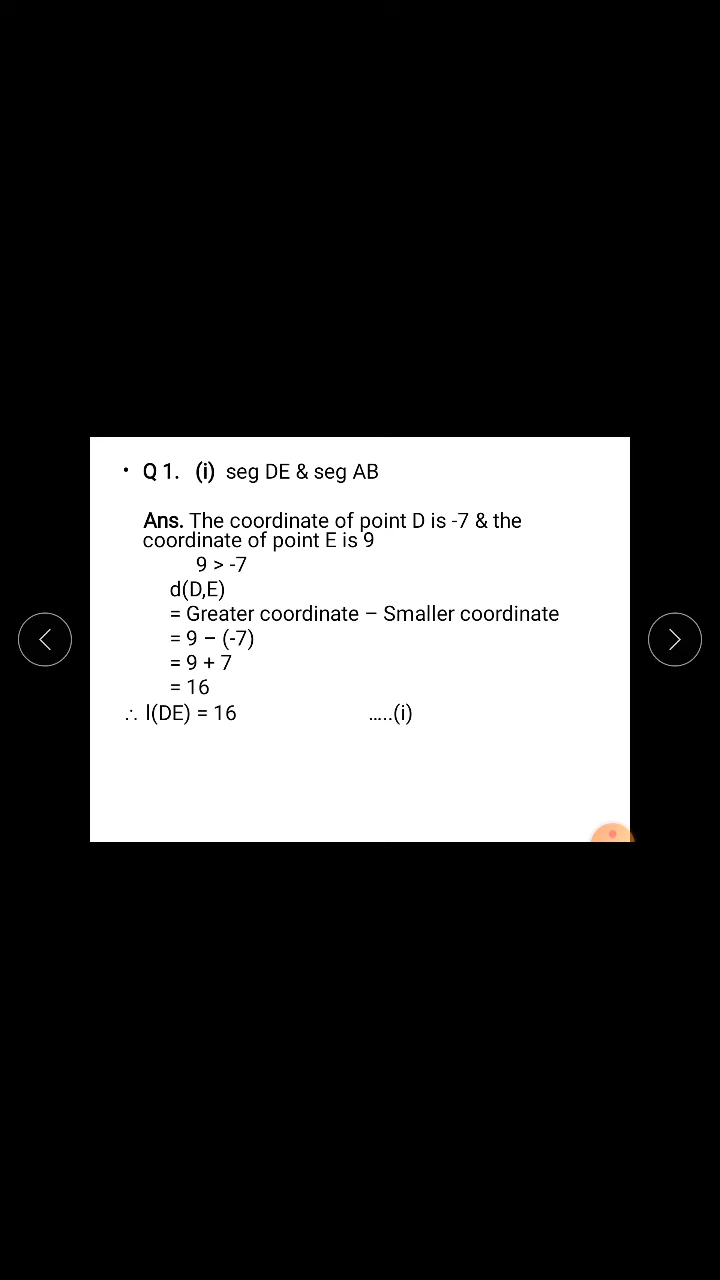 • Q 1. (i) seg DE & seg AB
Ans. The coordinate of point D is -7 & the
coordinate of point E is 9
9 > -7
d(D,E)
= Greater coordinate – Smaller coordinate
= 9 – (-7)
= 9 + 7
= 16
∴ l(DE) = 16 .....(i)